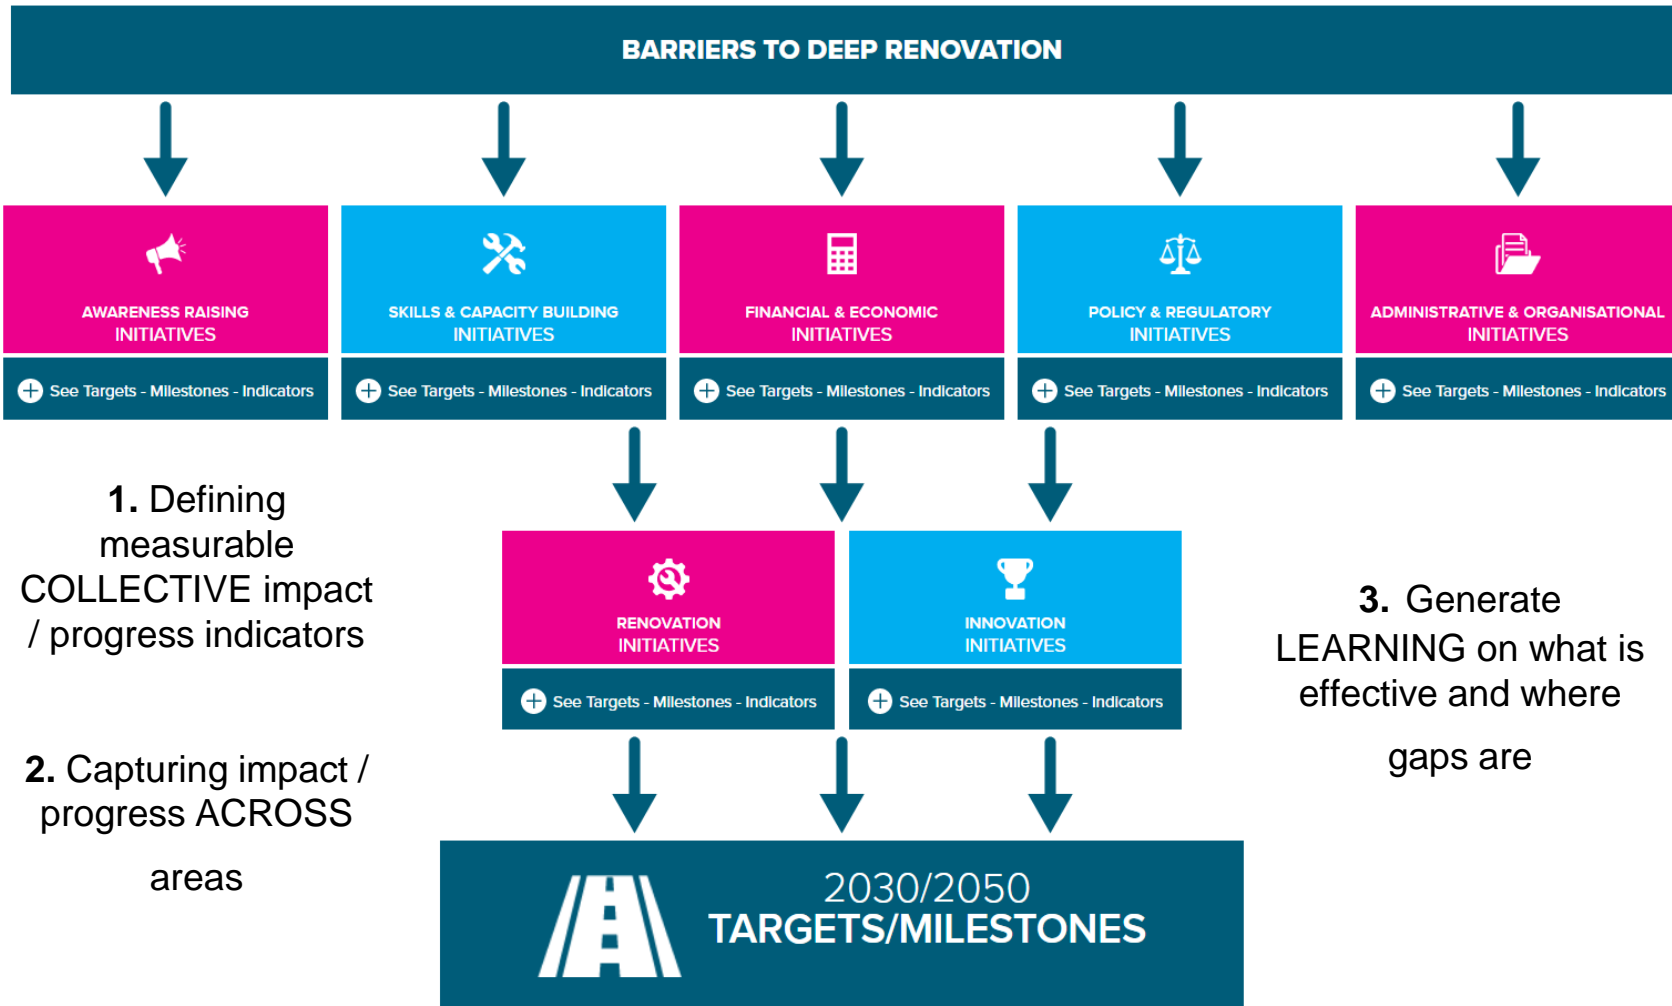 BARRIERS TO DEEP RENOVATION
AWARENESS RAISING
INITIATIVES
See Targets - Milestones - Indicators
SKILLS & CAPACITY BUILDING
INITIATIVES
See Targets - Milestones - Indicators
FINANCIAL & ECONOMIC
INITIATIVES
See Targets - Milestones - Indicators
POLICY & REGULATORY
INITIATIVES
See Targets - Milestones - Indicators
ADMINISTRATIVE & ORGANISATIONAL
INITIATIVES
See Targets - Milestones - Indicators
1. Defining
measurable
COLLECTIVE impact
/ progress indicators
2. Capturing impact /
progress ACROSS
areas
RENOVATION
INITIATIVES
See Targets - Milestones - Indicators
INNOVATION
INITIATIVES
See Targets - Milestones - Indicators
3. Generate
LEARNING on what is
effective and where
gaps are
2030/2050
TARGETS/MILESTONES